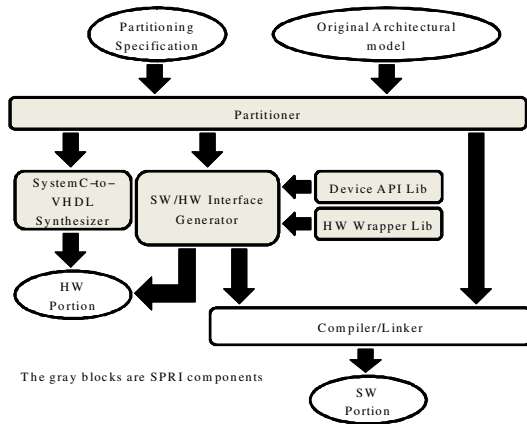 Partitioning
Specification
Original Architectural
model
Partitioner
SystemC-to-
VHDL
Synthesizer
SW/HW Interface
Generator
Device API Lib
HW Wrapper Lib
HW
Portion
Compiler/Linker
The gray blocks are SPRI components
SW
Portion